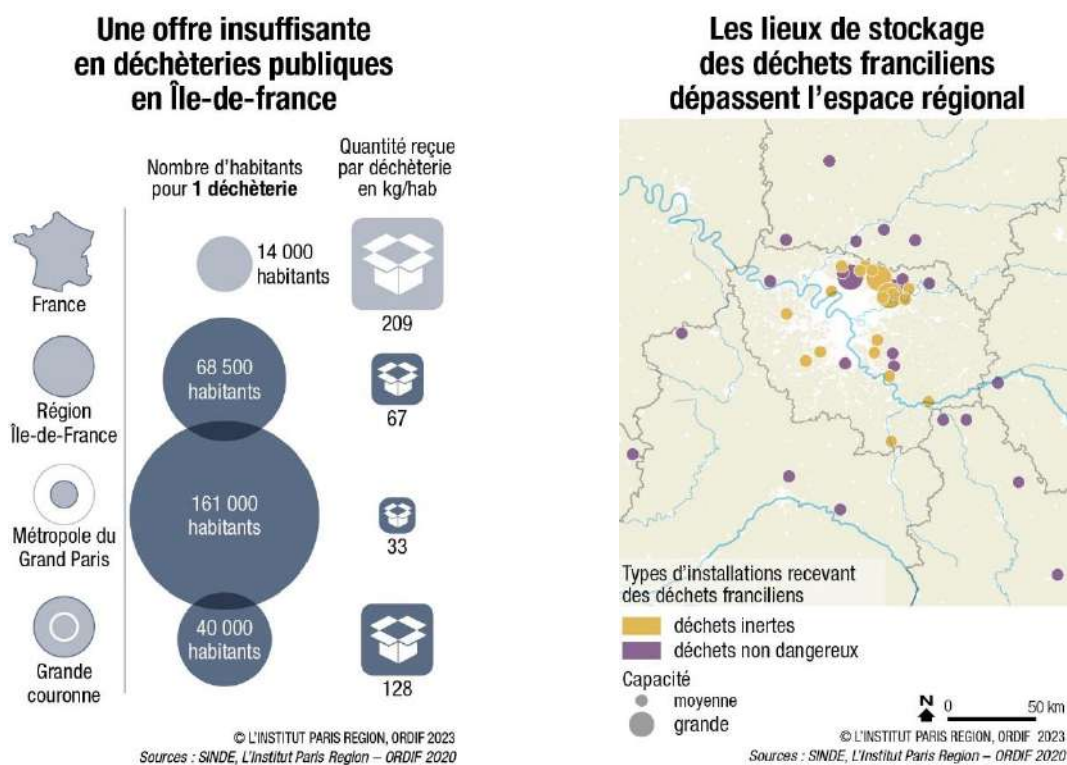 Une offre insuffisante
en déchèteries publiques
en Île-de-france
Nombre d'habitants
pour 1 déchèterie
Quantité reçue
par déchèterie
en kg/hab
France
14 000
habitants
209
Région
Île-de-France
68 500
habitants
67
Métropole du
Grand Paris
161 000
habitants
33
Grande
couronne
40 000
habitants
128
© L'INSTITUT PARIS REGION, ORDIF 2023
Sources : SINDE, L'Institut Paris Region – ORDIF 2020
Les lieux de stockage
des déchets franciliens
dépassent l'espace régional
Types d'installations recevant
des déchets franciliens
déchets inertes
déchets non dangereux
Capacité
moyenne
grande
N
0 50 km
© L'INSTITUT PARIS REGION, ORDIF 2023
Sources : SINDE, L'Institut Paris Region – ORDIF 2020